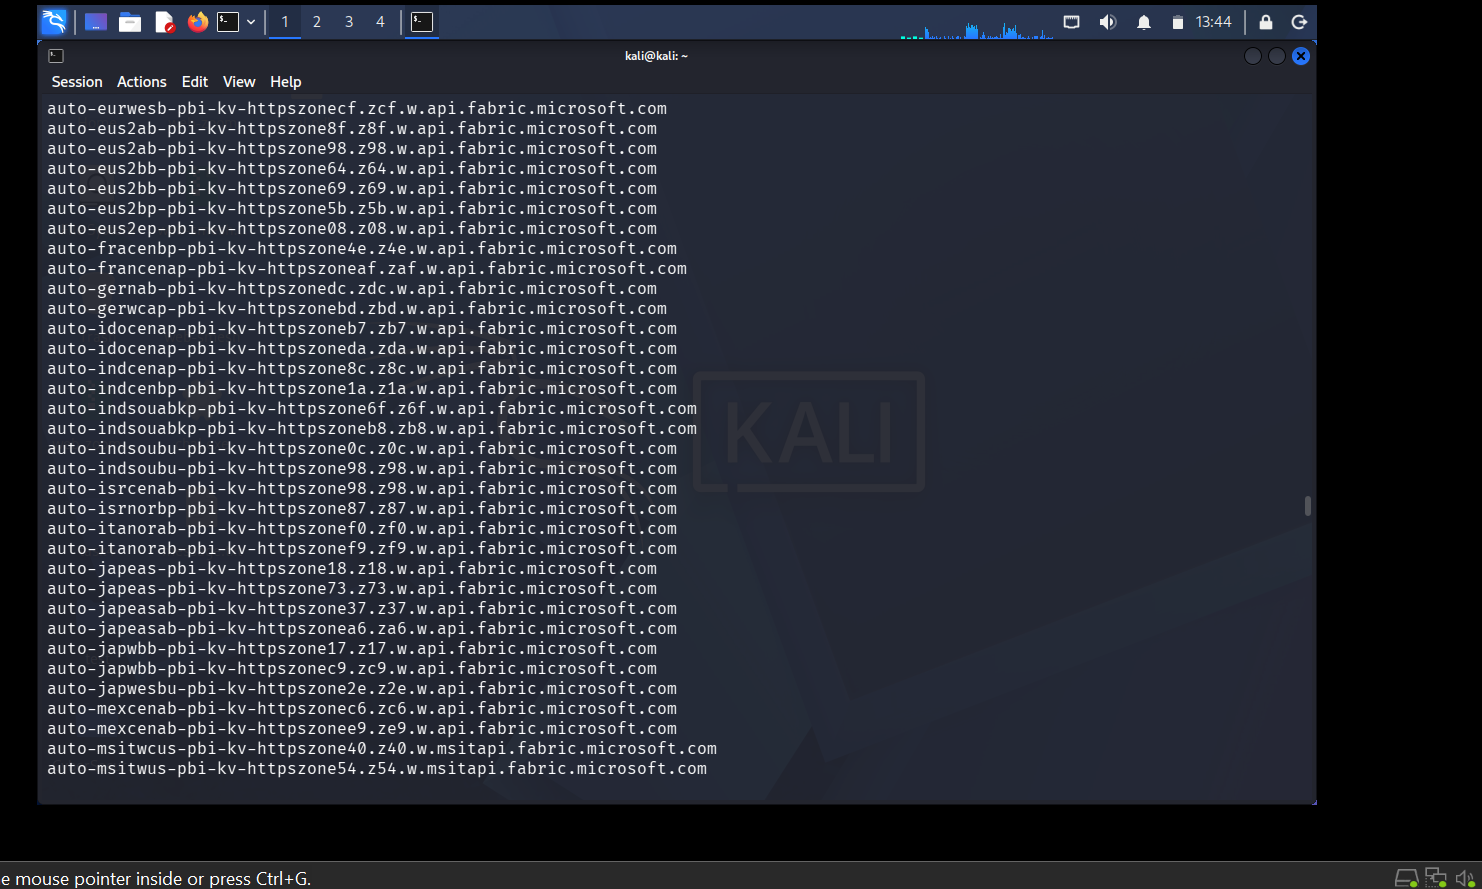 1 2 3 4 13:44
kali@kali: ~
Session Actions Edit View Help
auto-eurwesb-pbi-kv-httpszonecf.zcf.w.api.fabric.microsoft.com
auto-eus2ab-pbi-kv-httpszone8f.z8f.w.api.fabric.microsoft.com
auto-eus2ab-pbi-kv-httpszone98.z98.w.api.fabric.microsoft.com
auto-eus2bb-pbi-kv-httpszone64.z64.w.api.fabric.microsoft.com
auto-eus2bb-pbi-kv-httpszone69.z69.w.api.fabric.microsoft.com
auto-eus2bp-pbi-kv-httpszone5b.z5b.w.api.fabric.microsoft.com
auto-eus2ep-pbi-kv-httpszone08.z08.w.api.fabric.microsoft.com
auto-fracenbp-pbi-kv-httpszone4e.z4e.w.api.fabric.microsoft.com
auto-francenap-pbi-kv-httpszoneaf.zaf.w.api.fabric.microsoft.com
auto-gernab-pbi-kv-httpszonedc.zdc.w.api.fabric.microsoft.com
auto-gerwcap-pbi-kv-httpszonebd.zbd.w.api.fabric.microsoft.com
auto-idocenap-pbi-kv-httpszoneb7.zb7.w.api.fabric.microsoft.com
auto-idocenap-pbi-kv-httpszoneda.zda.w.api.fabric.microsoft.com
auto-indcenap-pbi-kv-httpszone8c.z8c.w.api.fabric.microsoft.com
auto-indcenbp-pbi-kv-httpszone1a.z1a.w.api.fabric.microsoft.com
auto-indsouabkp-pbi-kv-httpszone6f.z6f.w.api.fabric.microsoft.com
auto-indsouabkp-pbi-kv-httpszoneb8.zb8.w.api.fabric.microsoft.com
auto-indsoubu-pbi-kv-httpszone0c.z0c.w.api.fabric.microsoft.com
auto-indsoubu-pbi-kv-httpszone98.z98.w.api.fabric.microsoft.com
auto-isrcenab-pbi-kv-httpszone98.z98.w.api.fabric.microsoft.com
auto-isrnorbp-pbi-kv-httpszone87.z87.w.api.fabric.microsoft.com
auto-itanorab-pbi-kv-httpszonef0.zf0.w.api.fabric.microsoft.com
auto-itanorab-pbi-kv-httpszonef9.zf9.w.api.fabric.microsoft.com
auto-japeas-pbi-kv-httpszone18.z18.w.api.fabric.microsoft.com
auto-japeas-pbi-kv-httpszone73.z73.w.api.fabric.microsoft.com
auto-japeasab-pbi-kv-httpszone37.z37.w.api.fabric.microsoft.com
auto-japeasab-pbi-kv-httpszonea6.za6.w.api.fabric.microsoft.com
auto-japwbb-pbi-kv-httpszone17.z17.w.api.fabric.microsoft.com
auto-japwbb-pbi-kv-httpszonec9.zc9.w.api.fabric.microsoft.com
auto-japwesbu-pbi-kv-httpszone2e.z2e.w.api.fabric.microsoft.com
auto-mexcenab-pbi-kv-httpszonec6.zc6.w.api.fabric.microsoft.com
auto-mexcenab-pbi-kv-httpszonee9.ze9.w.api.fabric.microsoft.com
auto-msitwcus-pbi-kv-httpszone40.z40.w.msitapi.fabric.microsoft.com
auto-msitwus-pbi-kv-httpszone54.z54.w.msitapi.fabric.microsoft.com
KALI
e mouse pointer inside or press Ctrl+G.